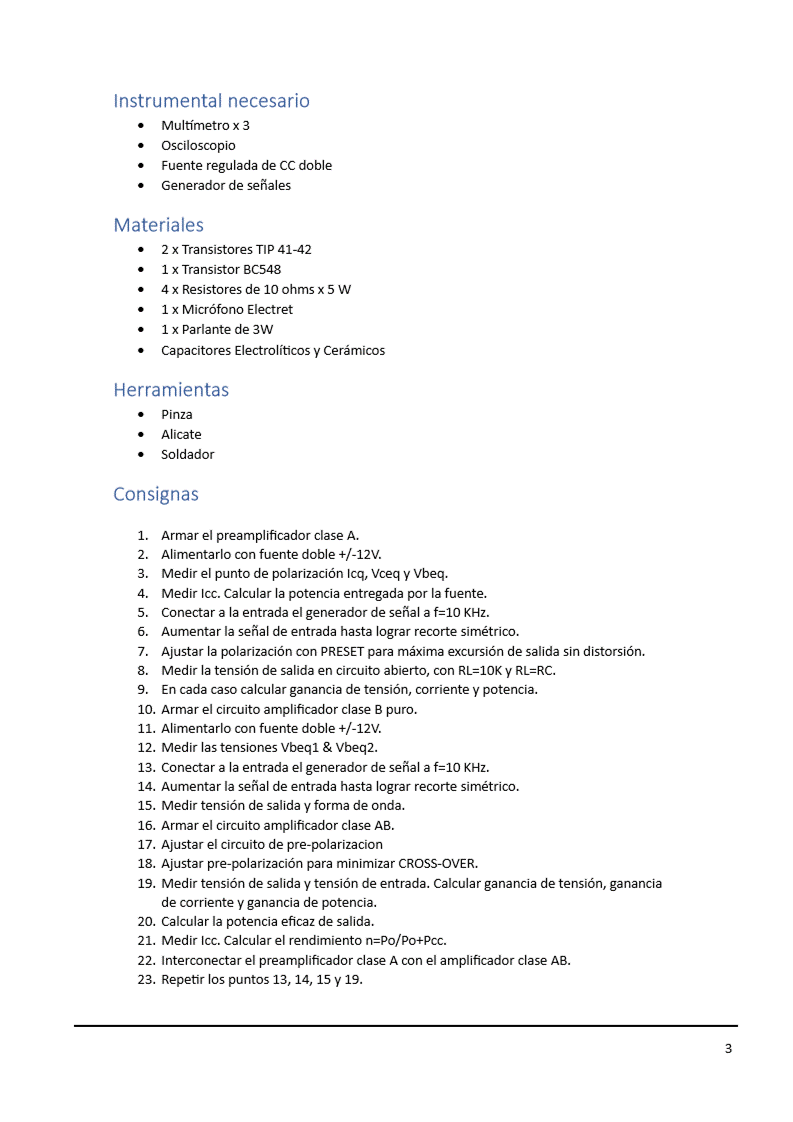 Instrumental necesario
• Multímetro x 3
• Osciloscopio
• Fuente regulada de CC doble
• Generador de señales
Materiales
• 2 x Transistores TIP 41-42
• 1 x Transistor BC548
• 4 x Resistores de 10 ohms x 5 W
• 1 x Micrófono Electret
• 1 x Parlante de 3W
• Capacitores Electrolíticos y Cerámicos
Herramientas
• Pinza
• Alicate
• Soldador
Consignas
1. Armar el preamplificador clase A.
2. Alimentarlo con fuente doble +/-12V.
3. Medir el punto de polarización Icq, Vceq y Vbeq.
4. Medir Icc. Calcular la potencia entregada por la fuente.
5. Conectar a la entrada el generador de señal a f=10 KHz.
6. Aumentar la señal de entrada hasta lograr recorte simétrico.
7. Ajustar la polarización con PRESET para máxima excursión de salida sin distorsión.
8. Medir la tensión de salida en circuito abierto, con RL=10K y RL=RC.
9. En cada caso calcular ganancia de tensión, corriente y potencia.
10. Armar el circuito amplificador clase B puro.
11. Alimentarlo con fuente doble +/-12V.
12. Medir las tensiones Vbeq1 & Vbeq2.
13. Conectar a la entrada el generador de señal a f=10 KHz.
14. Aumentar la señal de entrada hasta lograr recorte simétrico.
15. Medir tensión de salida y forma de onda.
16. Armar el circuito amplificador clase AB.
17. Ajustar el circuito de pre-polarizacion
18. Ajustar pre-polarización para minimizar CROSS-OVER.
19. Medir tensión de salida y tensión de entrada. Calcular ganancia de tensión, ganancia
de corriente y ganancia de potencia.
20. Calcular la potencia eficaz de salida.
21. Medir Icc. Calcular el rendimiento n=Po/Po+Pcc.
22. Interconectar el preamplificador clase A con el amplificador clase AB.
23. Repetir los puntos 13, 14, 15 y 19.
3